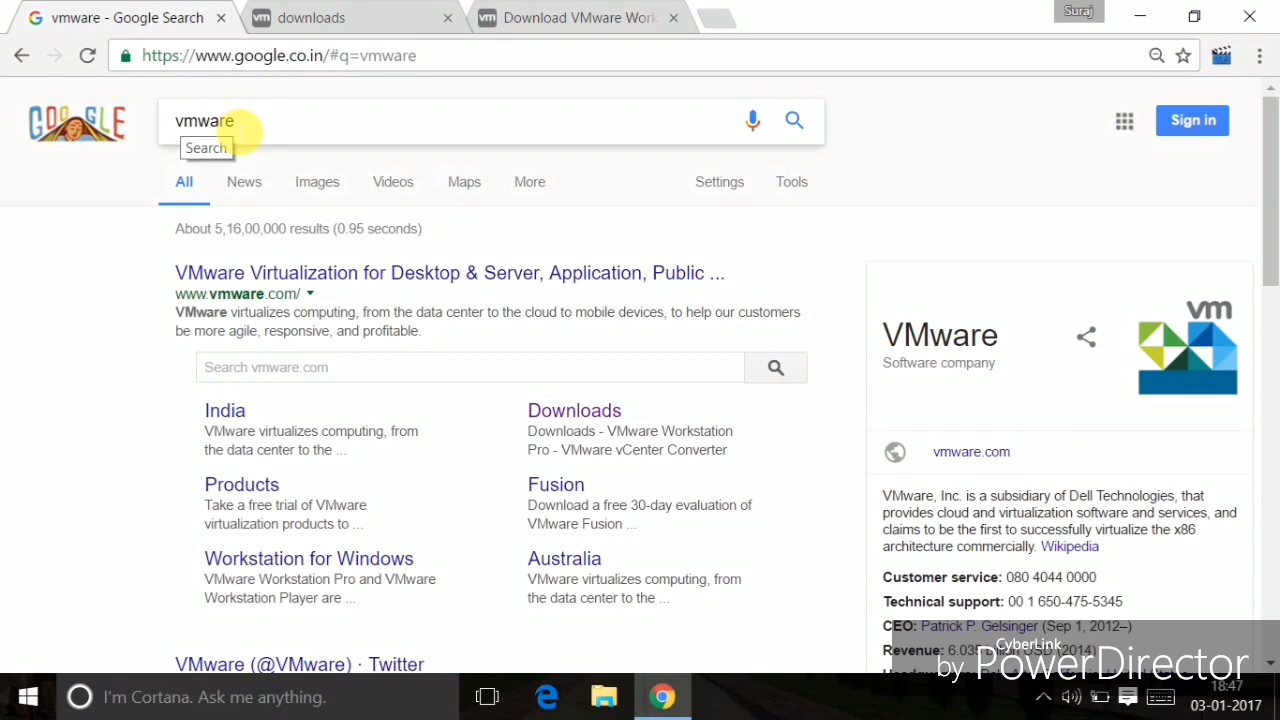 vmware - Google Search
downloads
Download VMware Work
Suraj
https://www.google.co.in/#q=vmware
GOOGLE
vmware
Search
Sign in
All
News
Images
Videos
Maps
More
Settings
Tools
About 5,16,00,000 results (0.95 seconds)
VMware Virtualization for Desktop & Server, Application, Public ...
www.vmware.com/
VMware virtualizes computing, from the data center to the cloud to mobile devices, to help our customers
be more agile, responsive, and profitable.
Search vmware.com
India
VMware virtualizes computing, from
the data center to the ...
Downloads
Downloads - VMware Workstation
Pro - VMware vCenter Converter
Products
Take a free trial of VMware
virtualization products to ...
Fusion
Download a free 30-day evaluation of
VMware Fusion ...
Workstation for Windows
VMware Workstation Pro and VMware
Workstation Player are ...
Australia
VMware virtualizes computing, from
the data center to the ...
VMware (@VMware) · Twitter
VMware
Software company
vm
vmware.com
VMware, Inc. is a subsidiary of Dell Technologies, that
provides cloud and virtualization software and services, and
claims to be the first to successfully virtualize the x86
architecture commercially. Wikipedia
Customer service: 080 4044 0000
Technical support: 00 1 650-475-5345
CEO: Patrick P. Gelsinger (Sep 1, 2012–)
Revenue: 6.035 billion USD (2014)
CyberLink
by PowerDirector
I'm Cortana. Ask me anything.
18:47
03-01-2017